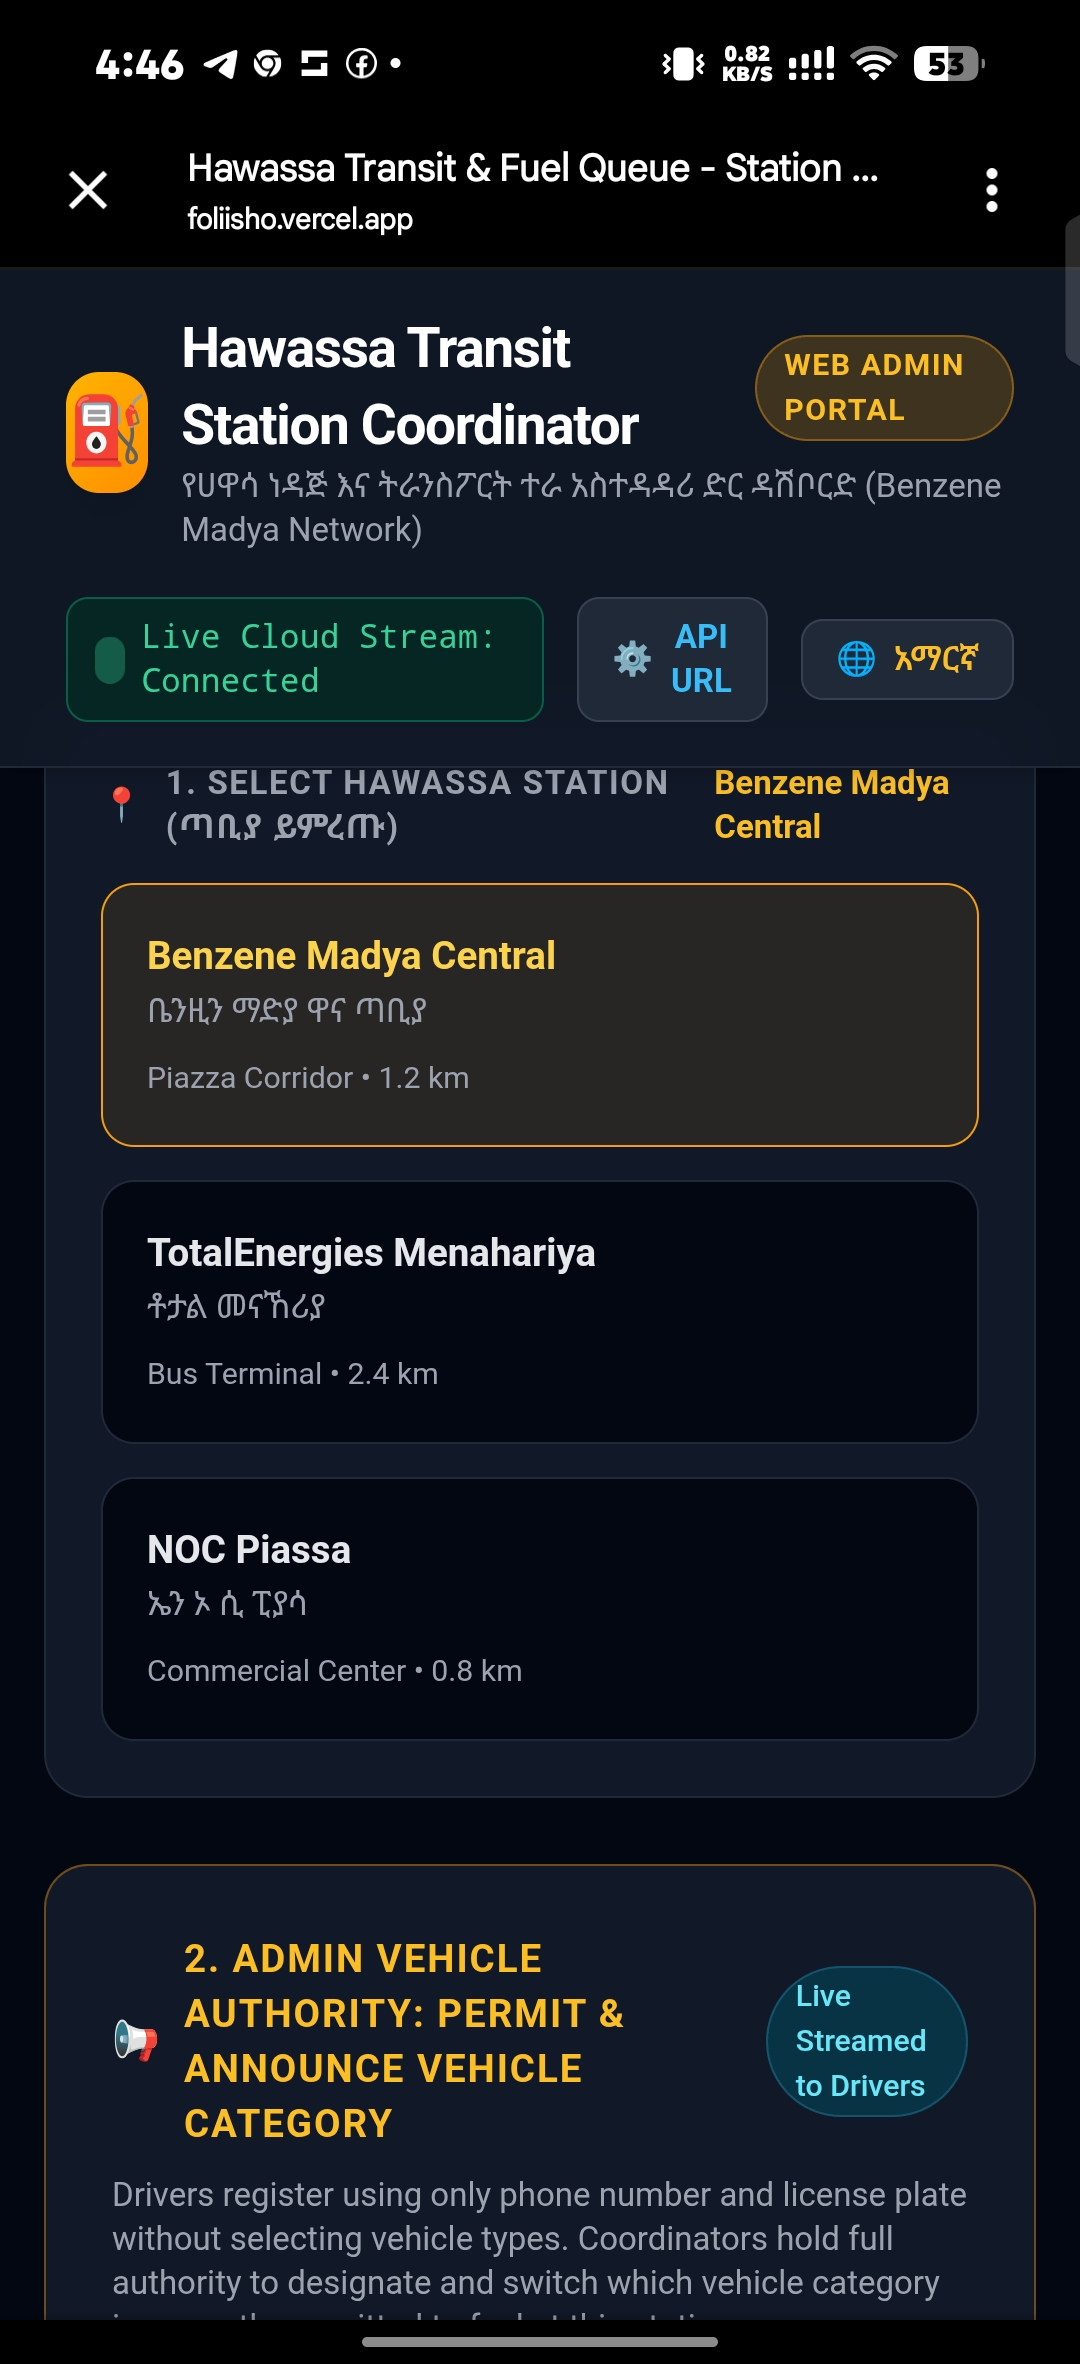 4:46
0.82
KB/S
53
Hawassa Transit & Fuel Queue - Station ...
foliisho.vercel.app
Hawassa Transit
Station Coordinator
WEB ADMIN
PORTAL
የሀዋሳ ነዳጅ እና ትራንስፖርት ተራ አስተዳዳሪ ድር ዳሽቦርድ (Benzene
Madya Network)
Live Cloud Stream:
Connected
API
URL
አማርኛ
1. SELECT HAWASSA STATION
(ጣቢያ ይምረጡ)
Benzene Madya
Central
Benzene Madya Central
ቤንዚን ማድያ ዋና ጣቢያ
Piazza Corridor • 1.2 km
TotalEnergies Menahariya
ቶታል መናኸሪያ
Bus Terminal • 2.4 km
NOC Piassa
ኤን ኦ ሲ ፒያሳ
Commercial Center • 0.8 km
2. ADMIN VEHICLE
AUTHORITY: PERMIT &
ANNOUNCE VEHICLE
CATEGORY
Live
Streamed
to Drivers
Drivers register using only phone number and license plate
without selecting vehicle types. Coordinators hold full
authority to designate and switch which vehicle category